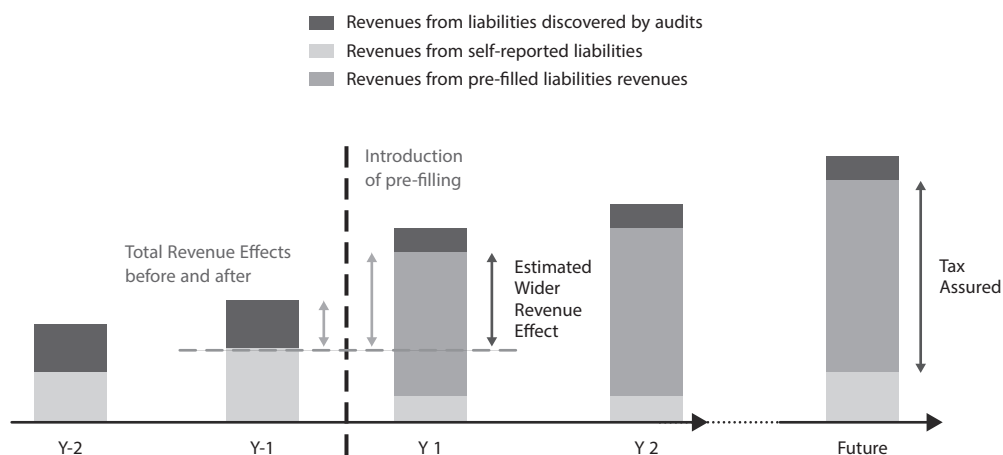 Revenues from liabilities discovered by audits
Revenues from self-reported liabilities
Revenues from pre-filled liabilities revenues
Introduction
of pre-filling
Total Revenue Effects
before and after
Estimated
Wider
Revenue
Effect
Tax
Assured
Y-2
Y-1
Y 1
Y 2
Future